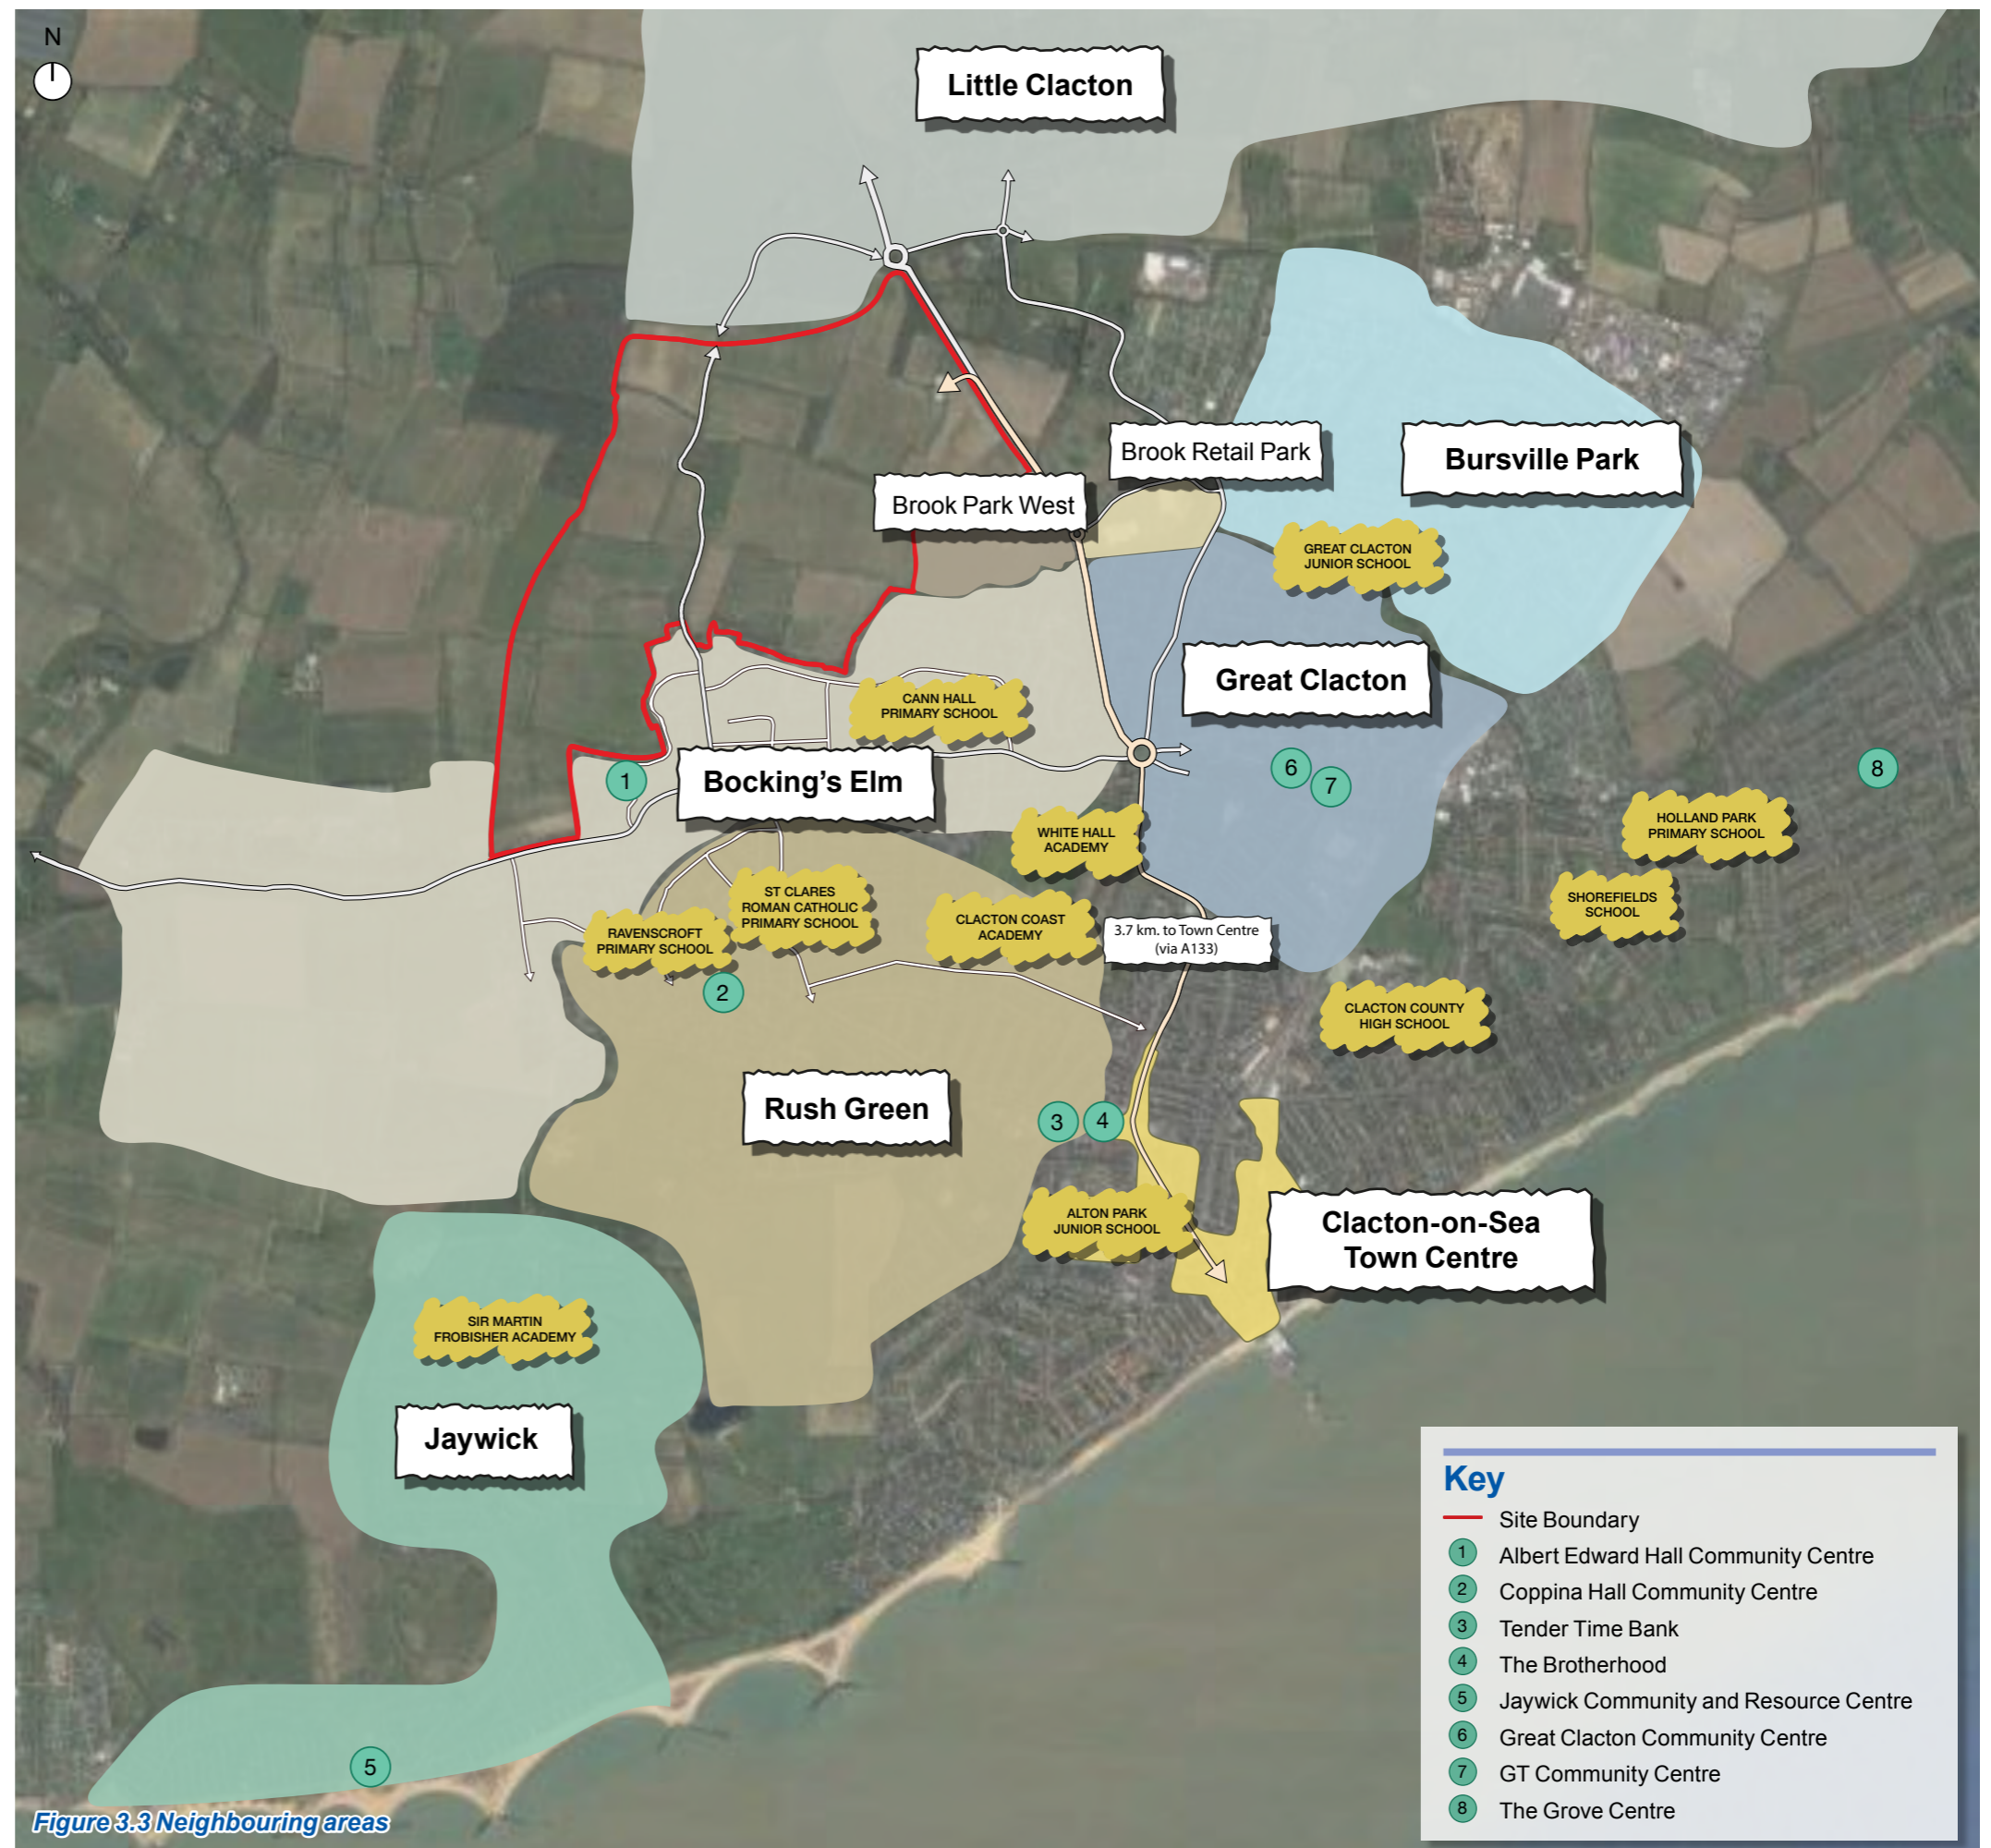 N
Little Clacton
Brook Retail Park
Bursville Park
Brook Park West
GREAT CLACTON
JUNIOR SCHOOL
Great Clacton
CANN HALL
PRIMARY SCHOOL
Bocking's Elm
1
6
7
8
HOLLAND PARK
PRIMARY SCHOOL
WHITE HALL
ACADEMY
SHOREFIELDS
SCHOOL
ST CLARES
ROMAN CATHOLIC
PRIMARY SCHOOL
RAVENSCROFT
PRIMARY SCHOOL
CLACTON COAST
ACADEMY
3.7 km. to Town Centre
(via A133)
2
CLACTON COUNTY
HIGH SCHOOL
Rush Green
3
4
ALTON PARK
JUNIOR SCHOOL
Clacton-on-Sea
Town Centre
SIR MARTIN
FROBISHER ACADEMY
Jaywick
5
Key
Site Boundary
1 Albert Edward Hall Community Centre
2 Coppina Hall Community Centre
3 Tender Time Bank
4 The Brotherhood
5 Jaywick Community and Resource Centre
6 Great Clacton Community Centre
7 GT Community Centre
8 The Grove Centre
Figure 3.3 Neighbouring areas